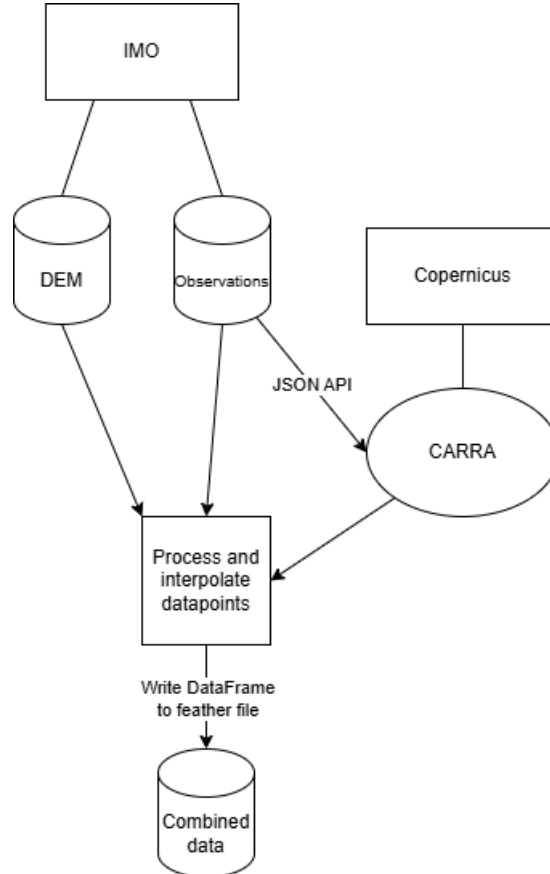 IMO
DEM
Observations
Copernicus
JSON API
CARRA
Process and
interpolate
datapoints
Write DataFrame
to feather file
Combined
data